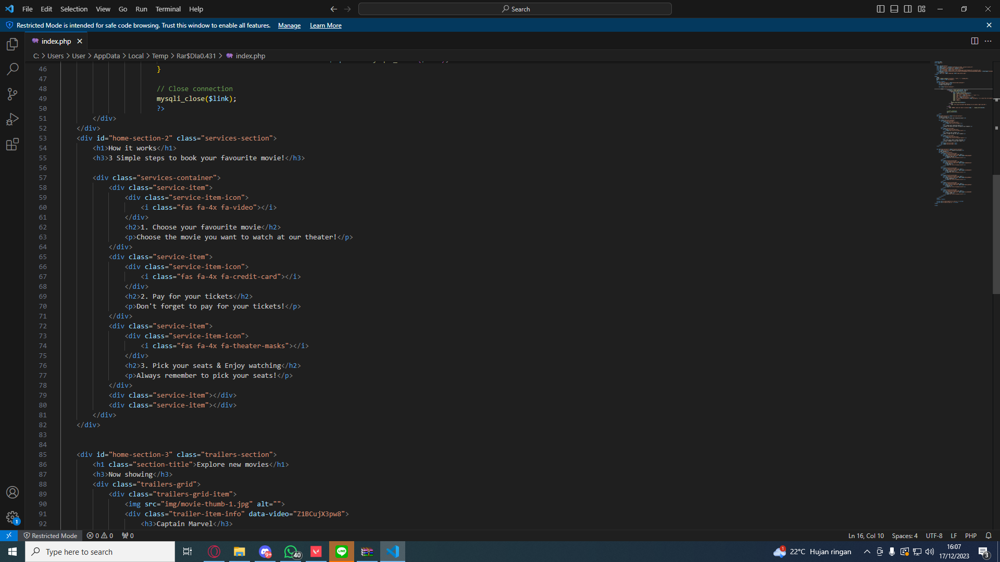 File Edit Selection View Go Run Terminal Help
Search
Restricted Mode is intended for safe code browsing. Trust this window to enable all features. Manage Learn More
index.php
C: > Users > User > AppData > Local > Temp > Rar$DIa0.431 > index.php
46 }
47
48 // Close connection
49 mysqli_close($link);
50 ?>
51 </div>
52 </div>
53 <div id="home-section-2" class="services-section">
54 <h1>How it works</h1>
55 <h3>3 Simple steps to book your favourite movie!</h3>
56
57 <div class="services-container">
58 <div class="service-item">
59 <div class="service-item-icon">
60 <i class="fas fa-4x fa-video"></i>
61 </div>
62 <h2>1. Choose your favourite movie</h2>
63 <p>Choose the movie you want to watch at our theater!</p>
64 </div>
65 <div class="service-item">
66 <div class="service-item-icon">
67 <i class="fas fa-4x fa-credit-card"></i>
68 </div>
69 <h2>2. Pay for your tickets</h2>
70 <p>Don't forget to pay for your tickets!</p>
71 </div>
72 <div class="service-item">
73 <div class="service-item-icon">
74 <i class="fas fa-4x fa-theater-masks"></i>
75 </div>
76 <h2>3. Pick your seats & Enjoy watching</h2>
77 <p>Always remember to pick your seats!</p>
78 </div>
79 <div class="service-item"></div>
80 <div class="service-item"></div>
81 </div>
82 </div>
83
84
85 <div id="home-section-3" class="trailers-section">
86 <h1 class="section-title">Explore new movies</h1>
87 <h3>Now showing</h3>
88 <div class="trailers-grid">
89 <div class="trailers-grid-item">
90 <img src="img/movie-thumb-1.jpg" alt="">
91 <div class="trailer-item-info" data-video="Z1BCujX3pw8">
92 <h3>Captain Marvel</h3>
1
Restricted Mode 0 0 0
Ln 16, Col 10 Spaces: 4 UTF-8 LF PHP
Type here to search
9+
40
LINE
1
22°C Hujan ringan
16:07
17/12/2023
3